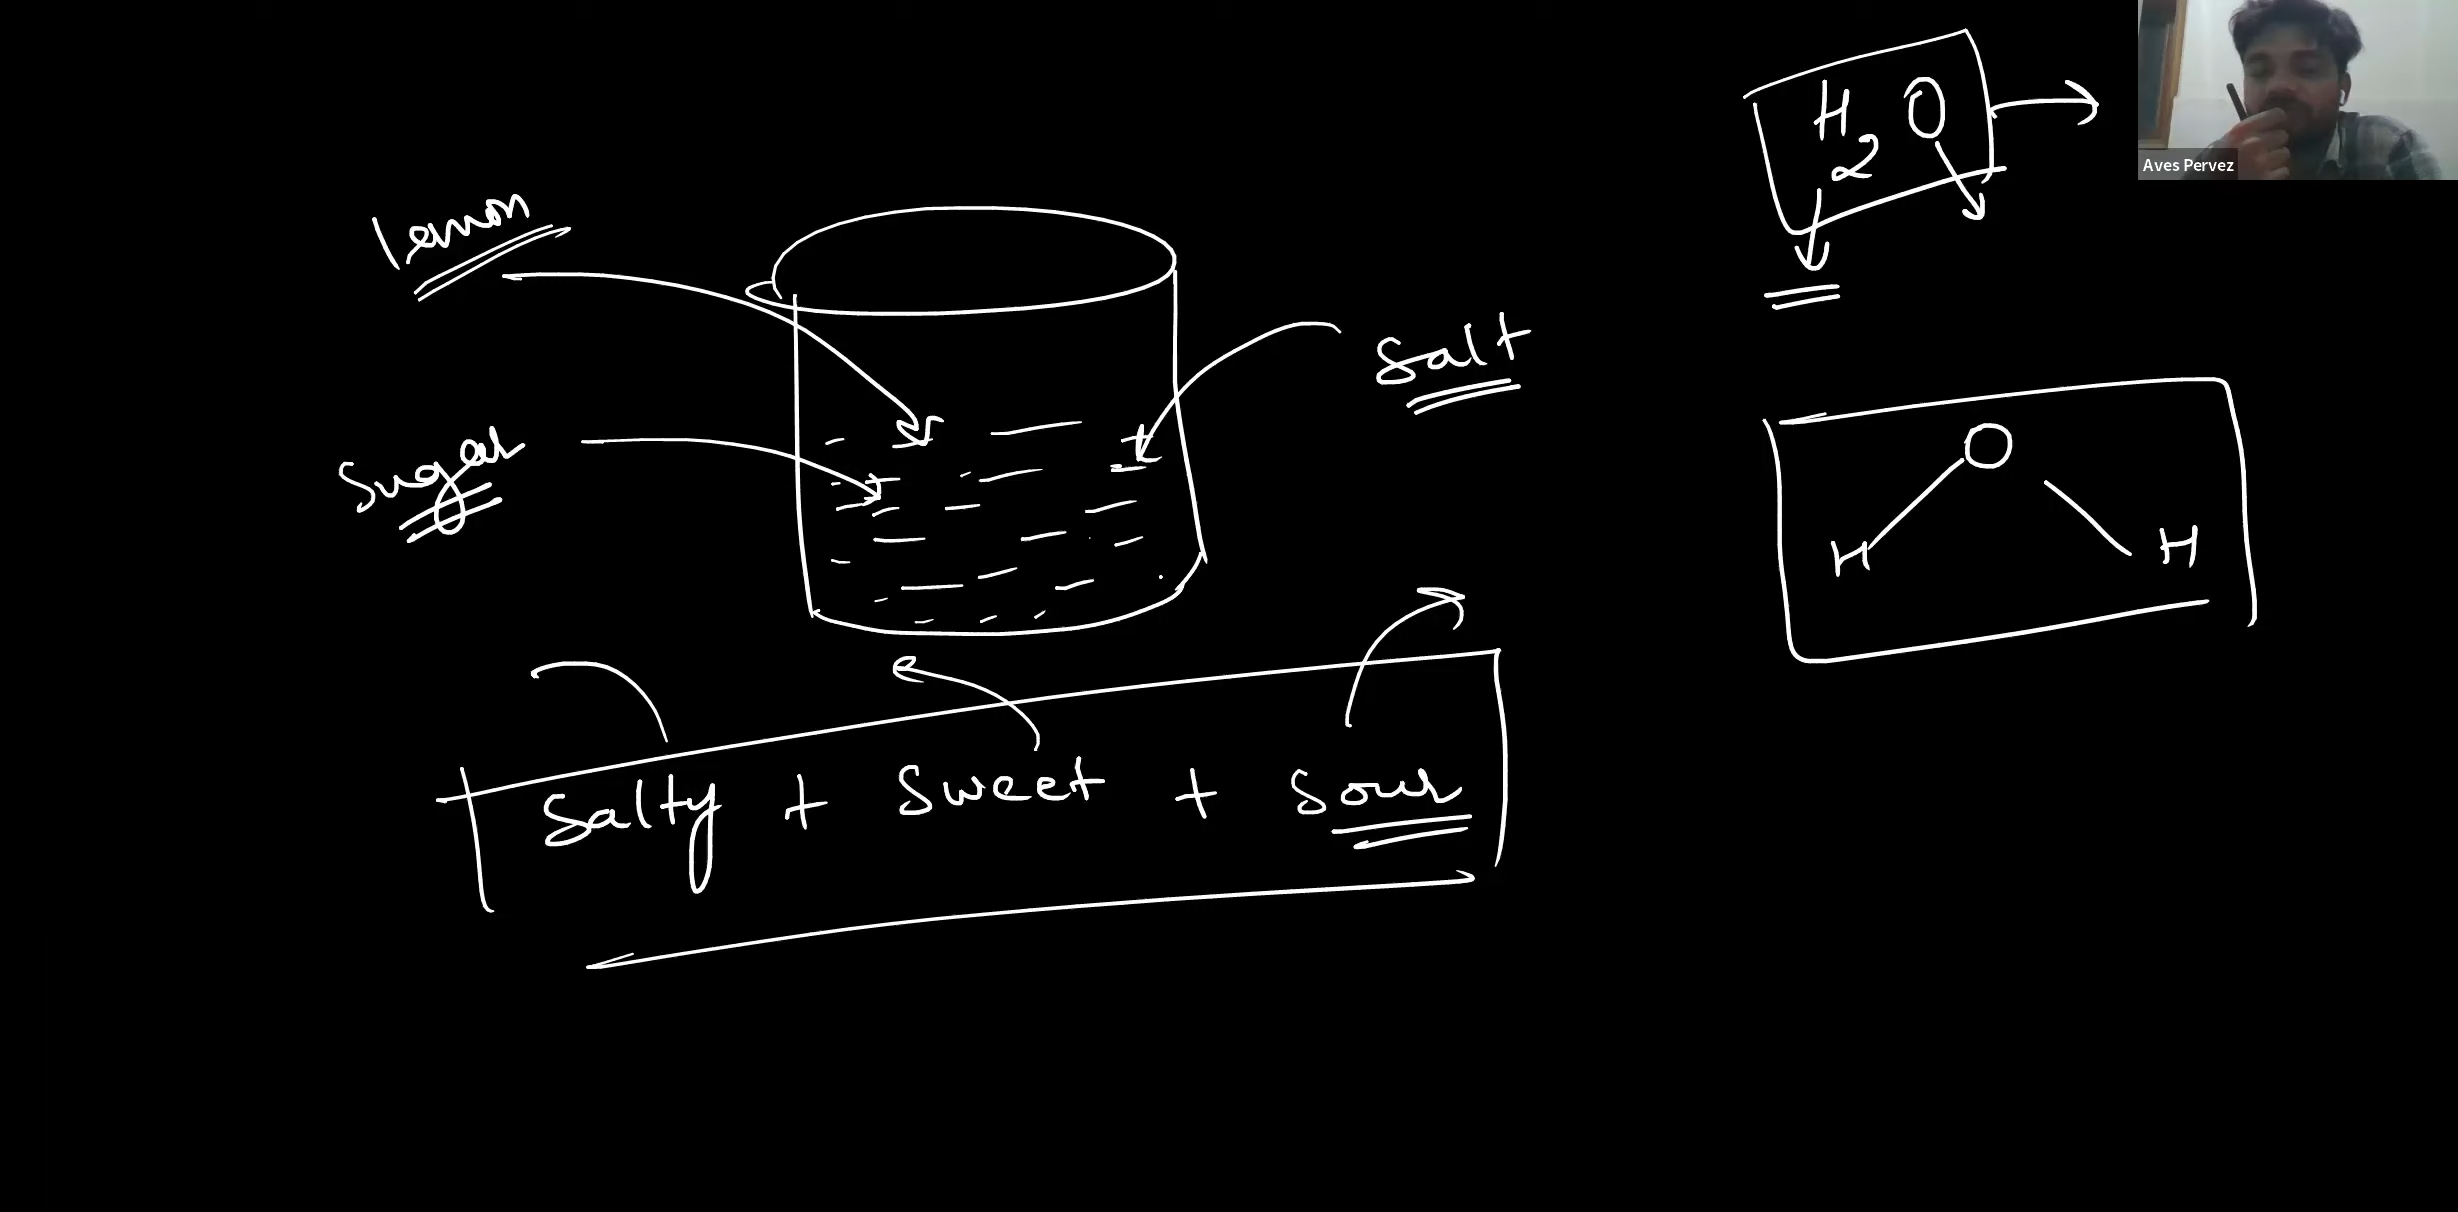 H2O
Aves Pervez
lemon
salt
sugar
O
H H
salty + sweet + sour